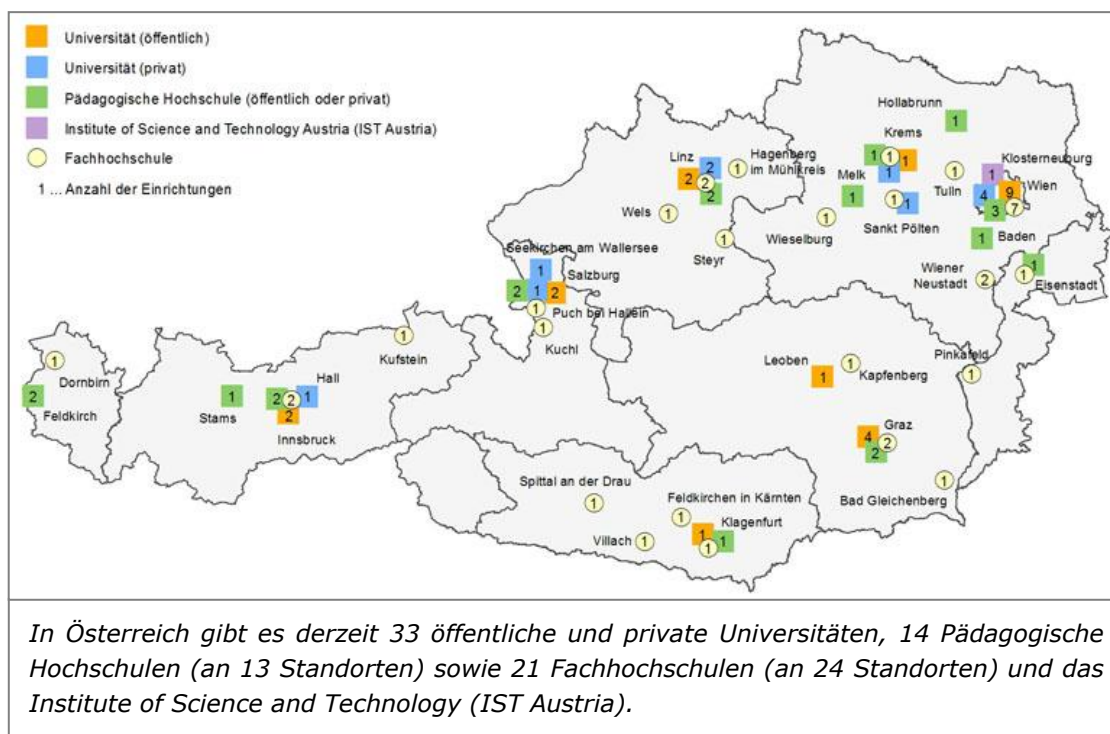 Universität (öffentlich)
Universität (privat)
Pädagogische Hochschule (öffentlich oder privat)
Institute of Science and Technology Austria (IST Austria)
Fachhochschule
1 ... Anzahl der Einrichtungen
Hollabrunn
1
Krems
1
1
1
1
Klosterneuburg
1
Wien
4
9
3
7
Linz
2
2
2
2
Hagenberg
im Mühlkreis
1
Melk
1
Tulln
1
Sankt Pölten
1
1
Wels
1
Wieselburg
1
Steyr
1
Baden
1
Wiener
Neustadt
2
Eisenstadt
1
1
Seekirchen am Wallersee
1
Salzburg
2
1
2
Puch bei Hallein
1
Kuchl
1
Kufstein
1
Dornbirn
1
Feldkirch
2
Stams
1
Hall
1
Innsbruck
2
2
2
Leoben
1
Kapfenberg
1
Pinkafeld
1
Graz
4
2
2
Bad Gleichenberg
1
Spittal an der Drau
1
Feldkirchen in Kärnten
1
Villach
1
Klagenfurt
1
1
1
In Österreich gibt es derzeit 33 öffentliche und private Universitäten, 14 Pädagogische
Hochschulen (an 13 Standorten) sowie 21 Fachhochschulen (an 24 Standorten) und das
Institute of Science and Technology (IST Austria).